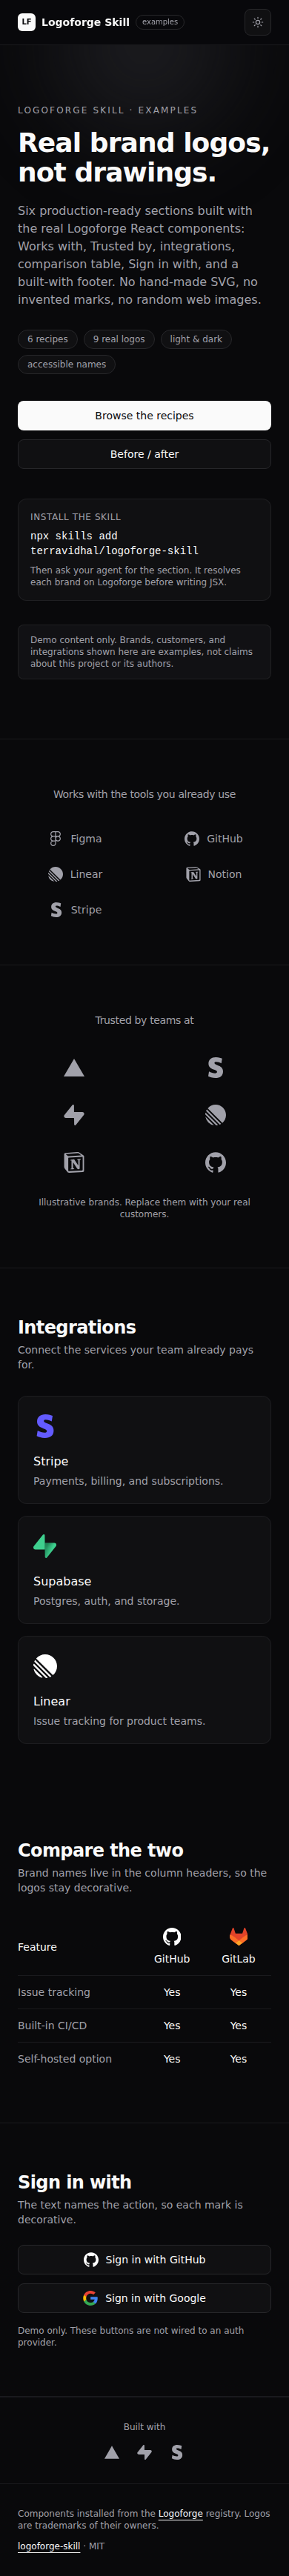 LF Logoforge Skill examples
LOGOFORGE SKILL · EXAMPLES
Real brand logos,
not drawings.
Six production-ready sections built with
the real Logoforge React components:
Works with, Trusted by, integrations,
comparison table, Sign in with, and a
built-with footer. No hand-made SVG, no
invented marks, no random web images.
6 recipes 9 real logos light & dark
accessible names
Browse the recipes
Before / after
INSTALL THE SKILL
npx skills add
terravidhal/logoforge-skill
Then ask your agent for the section. It resolves
each brand on Logoforge before writing JSX.
Demo content only. Brands, customers, and
integrations shown here are examples, not claims
about this project or its authors.
Works with the tools you already use
Figma GitHub
Linear Notion
Stripe
Trusted by teams at
Illustrative brands. Replace them with your real
customers.
Integrations
Connect the services your team already pays
for.
Stripe
Payments, billing, and subscriptions.
Supabase
Postgres, auth, and storage.
Linear
Issue tracking for product teams.
Compare the two
Brand names live in the column headers, so the
logos stay decorative.
Feature GitHub GitLab
Issue tracking Yes Yes
Built-in CI/CD Yes Yes
Self-hosted option Yes Yes
Sign in with
The text names the action, so each mark is
decorative.
Sign in with GitHub
Sign in with Google
Demo only. These buttons are not wired to an auth
provider.
Built with
Components installed from the Logoforge registry. Logos
are trademarks of their owners.
logoforge-skill · MIT